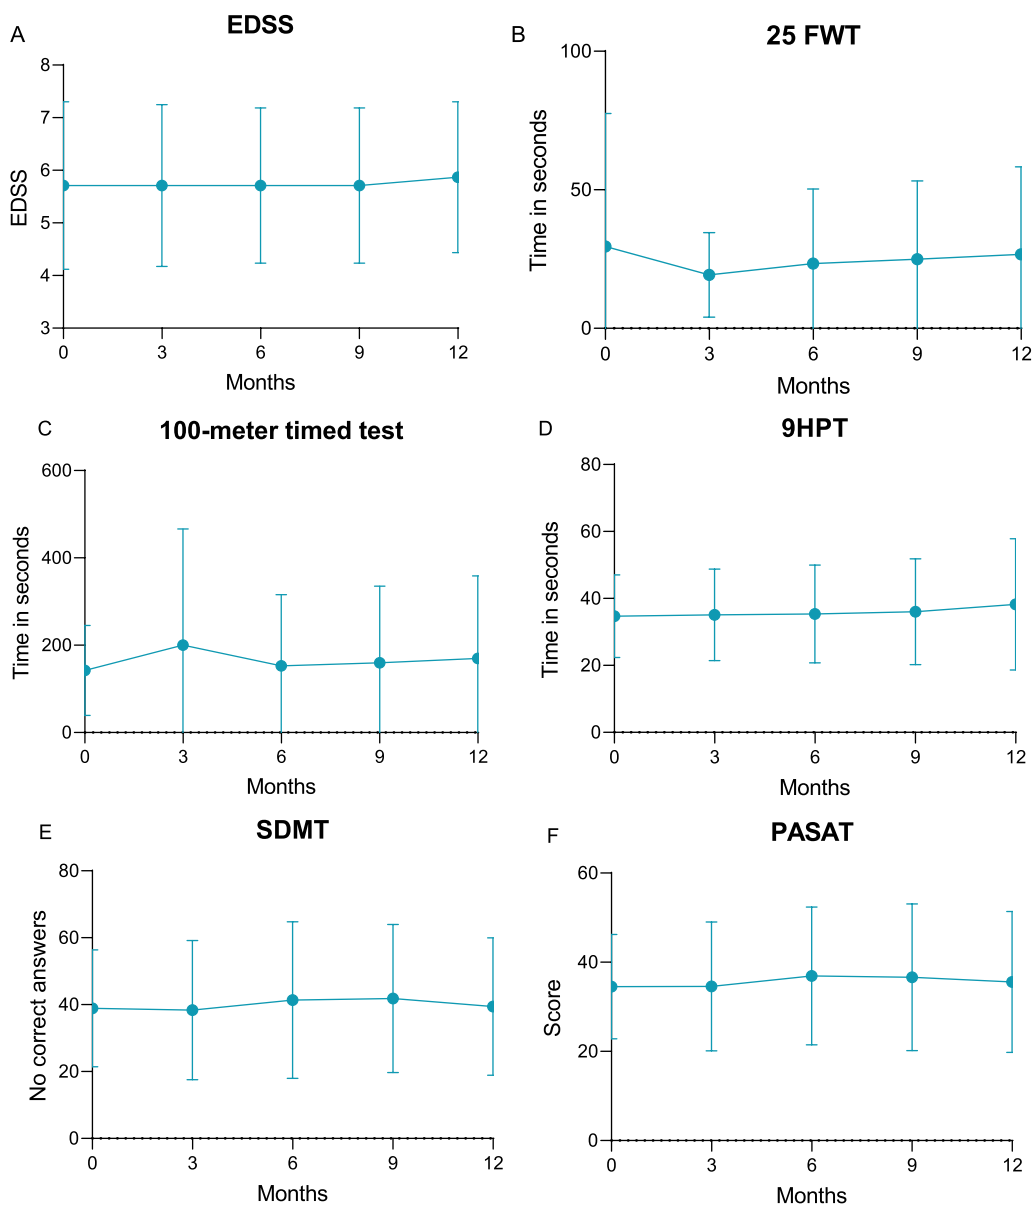 A
EDSS
EDSS
8
7
6
5
4
3
0 3 6 9 12
Months
B
25 FWT
Time in seconds
100
50
0
0 3 6 9 12
Months
C
100-meter timed test
Time in seconds
600
400
200
0
0 3 6 9 12
Months
D
9HPT
Time in seconds
80
60
40
20
0
0 3 6 9 12
Months
E
SDMT
No correct answers
80
60
40
20
0
0 3 6 9 12
Months
F
PASAT
Score
60
40
20
0
0 3 6 9 12
Months